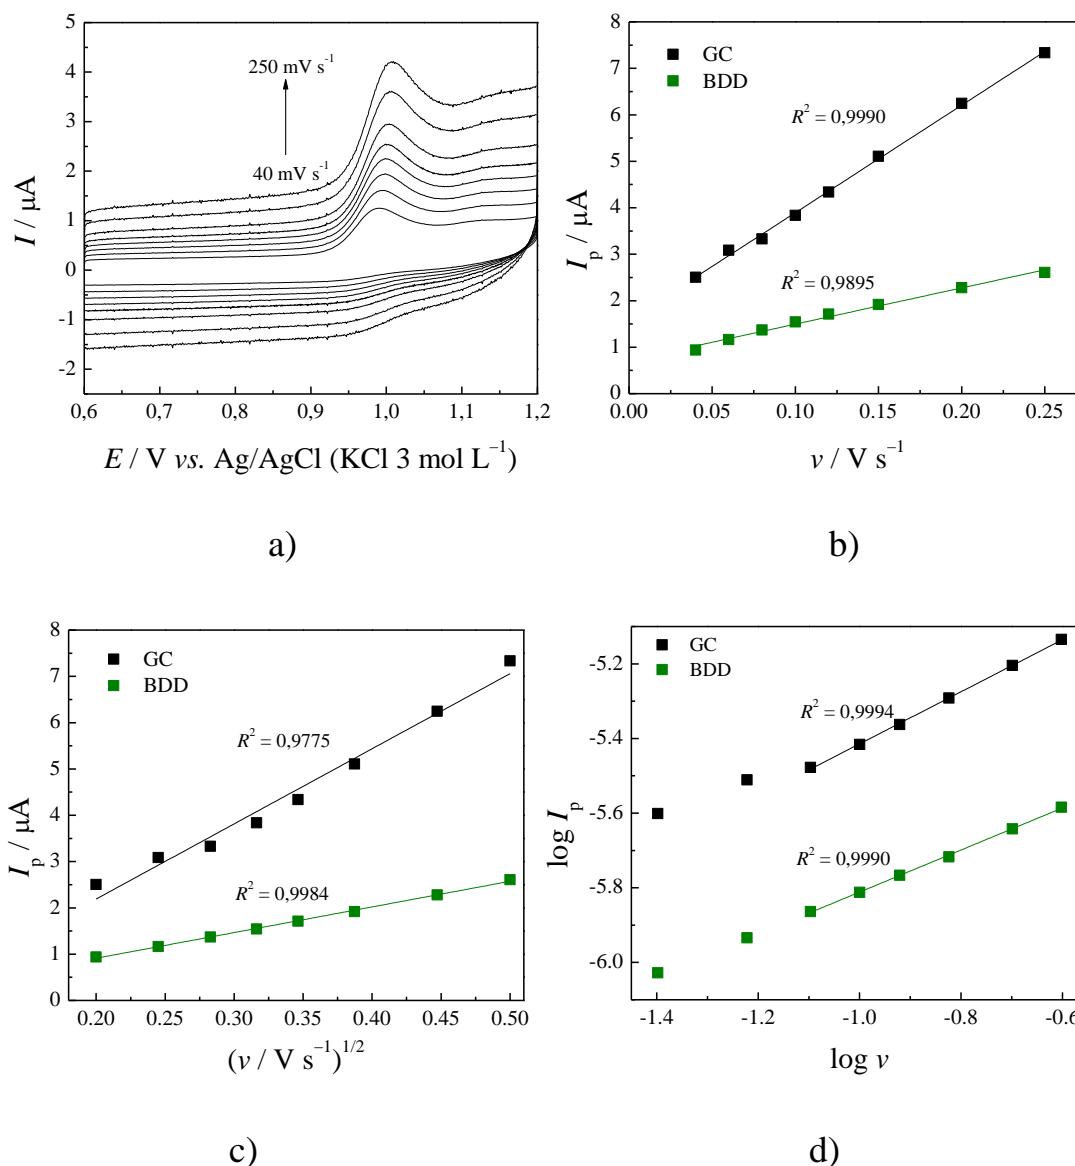 5
4
3
2
1
0
-1
-2
I / µA
250 mV s⁻¹
40 mV s⁻¹
0,6 0,7 0,8 0,9 1,0 1,1 1,2
E / V vs. Ag/AgCl (KCl 3 mol L⁻¹)
a)
8
7
6
5
4
3
2
1
0
I_p / µA
GC
BDD
R² = 0,9990
R² = 0,9895
0.00 0.05 0.10 0.15 0.20 0.25
v / V s⁻¹
b)
8
7
6
5
4
3
2
1
0
I_p / µA
GC
BDD
R² = 0,9775
R² = 0,9984
0.20 0.25 0.30 0.35 0.40 0.45 0.50
(v / V s⁻¹)¹/²
c)
-5.2
-5.4
-5.6
-5.8
-6.0
log I_p
GC
BDD
R² = 0,9994
R² = 0,9990
-1.4 -1.2 -1.0 -0.8 -0.6
log v
d)